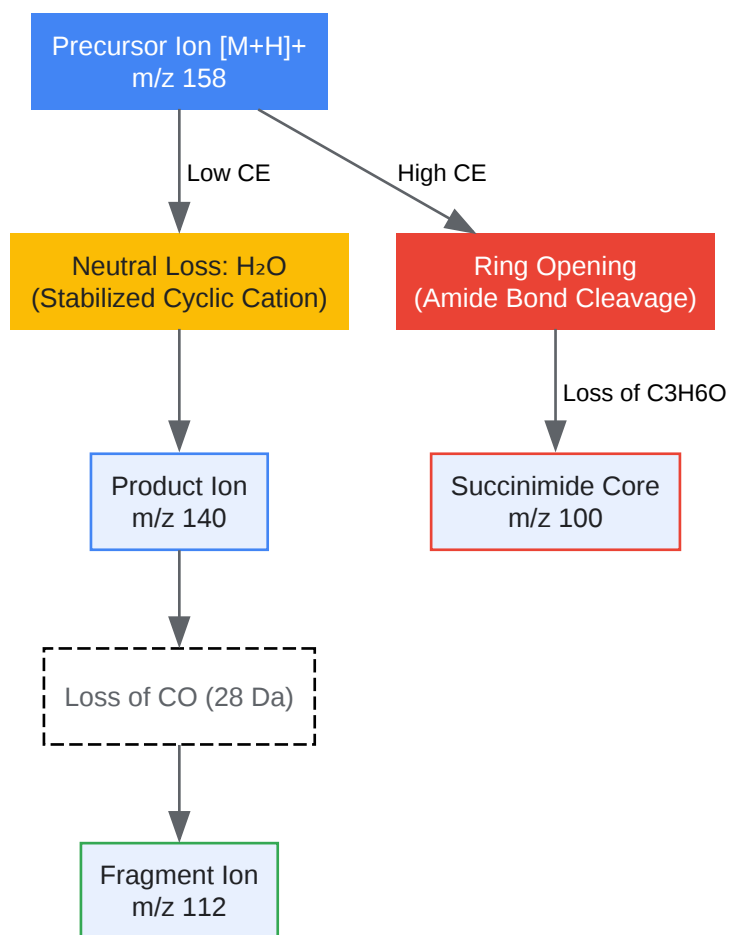 Precursor Ion [M+H]+
m/z 158
Low CE
High CE
Neutral Loss: H₂O
(Stabilized Cyclic Cation)
Ring Opening
(Amide Bond Cleavage)
Loss of C3H6O
Product Ion
m/z 140
Succinimide Core
m/z 100
Loss of CO (28 Da)
Fragment Ion
m/z 112